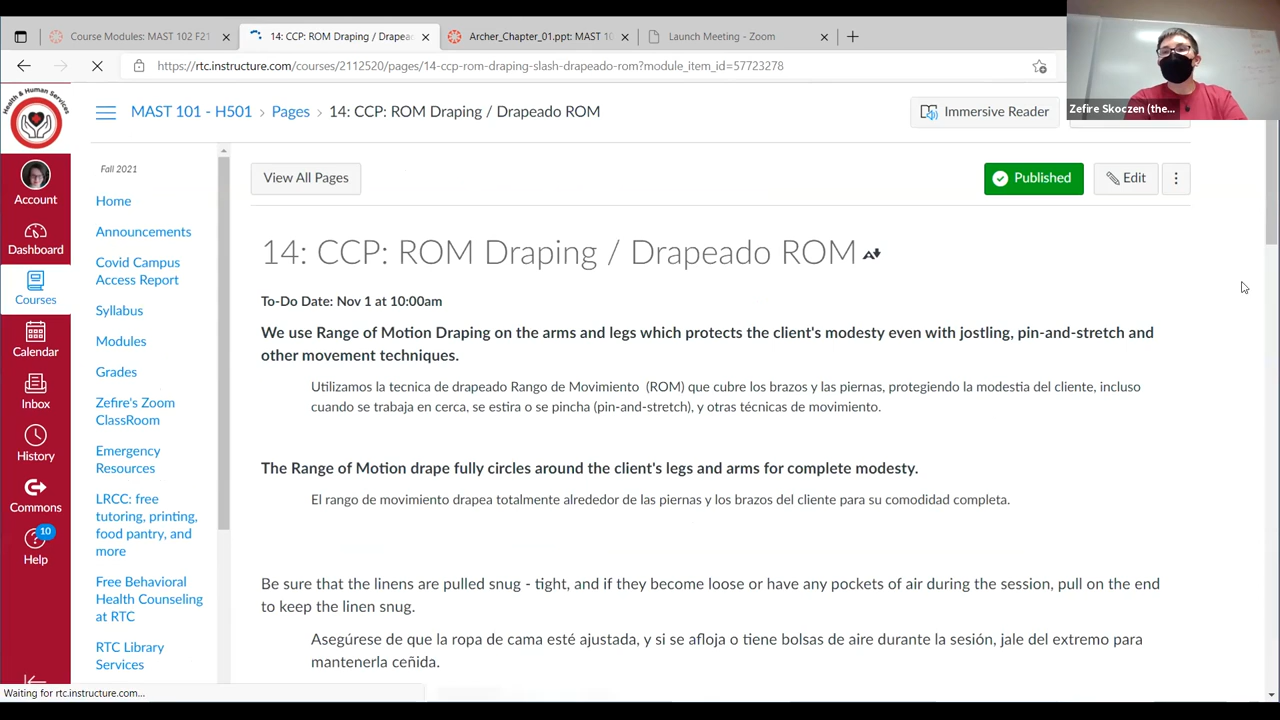 Course Modules: MAST 102 F21
14: CCP: ROM Draping / Drapea
Archer_Chapter_01.ppt: MAST 10
Launch Meeting - Zoom
https://rtc.instructure.com/courses/2112520/pages/14-ccp-rom-draping-slash-drapeado-rom?module_item_id=57723278
Zefire Skoczen (the...
Health & Human Services
MAST 101 - H501 > Pages > 14: CCP: ROM Draping / Drapeado ROM
Immersive Reader
Account
Dashboard
Courses
Calendar
Inbox
History
Commons
10
Help
Fall 2021
Home
Announcements
Covid Campus
Access Report
Syllabus
Modules
Grades
Zefire's Zoom
ClassRoom
Emergency
Resources
LRCC: free
tutoring, printing,
food pantry, and
more
Free Behavioral
Health Counseling
at RTC
RTC Library
Services
View All Pages
Published
Edit
14: CCP: ROM Draping / Drapeado ROM
To-Do Date: Nov 1 at 10:00am
We use Range of Motion Draping on the arms and legs which protects the client's modesty even with jostling, pin-and-stretch and
other movement techniques.
Utilizamos la tecnica de drapeado Rango de Movimiento (ROM) que cubre los brazos y las piernas, protegiendo la modestia del cliente, incluso
cuando se trabaja en cerca, se estira o se pincha (pin-and-stretch), y otras técnicas de movimiento.
The Range of Motion drape fully circles around the client's legs and arms for complete modesty.
El rango de movimiento drapea totalmente alrededor de las piernas y los brazos del cliente para su comodidad completa.
Be sure that the linens are pulled snug - tight, and if they become loose or have any pockets of air during the session, pull on the end
to keep the linen snug.
Asegúrese de que la ropa de cama esté ajustada, y si se afloja o tiene bolsas de aire durante la sesión, jale del extremo para
mantenerla ceñida.
Waiting for rtc.instructure.com...